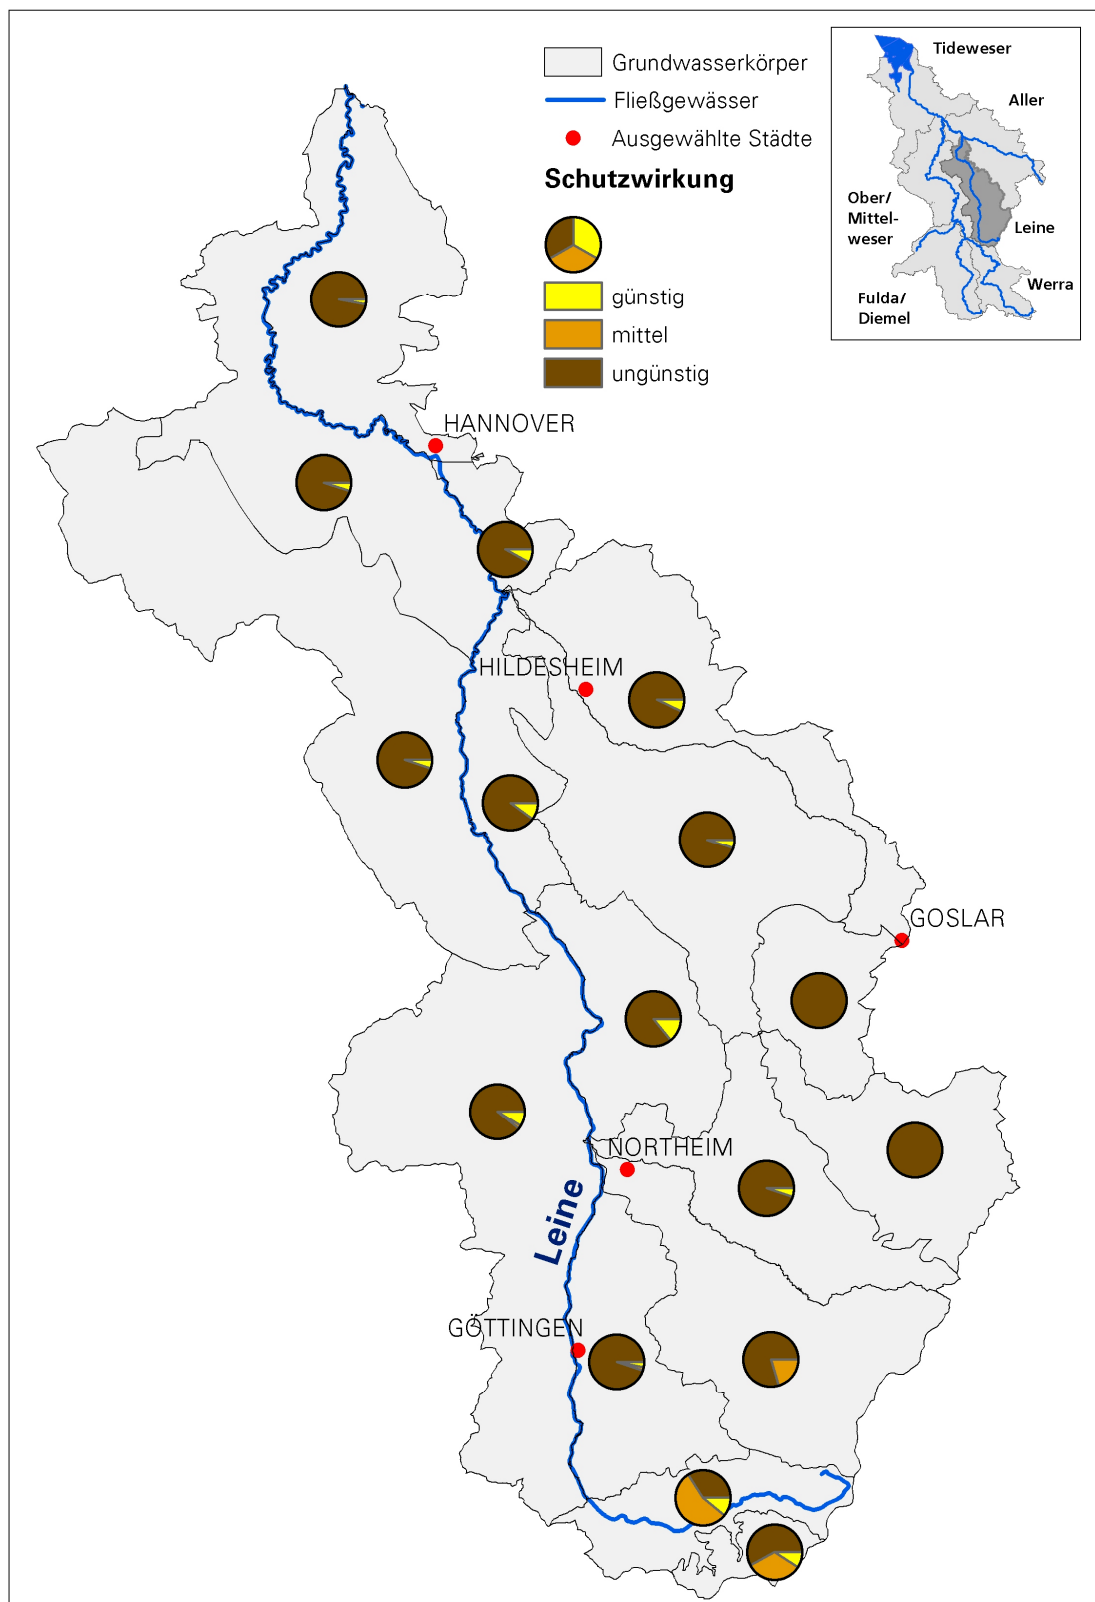 Grundwasserkörper
Fließgewässer
Ausgewählte Städte
Schutzwirkung
günstig
mittel
ungünstig
Tideweser
Aller
Ober/
Mittel-
weser
Leine
Werra
Fulda/
Diemel
HANNOVER
HILDESHEIM
GOSLAR
NORTHEIM
Leine
GÖTTINGEN